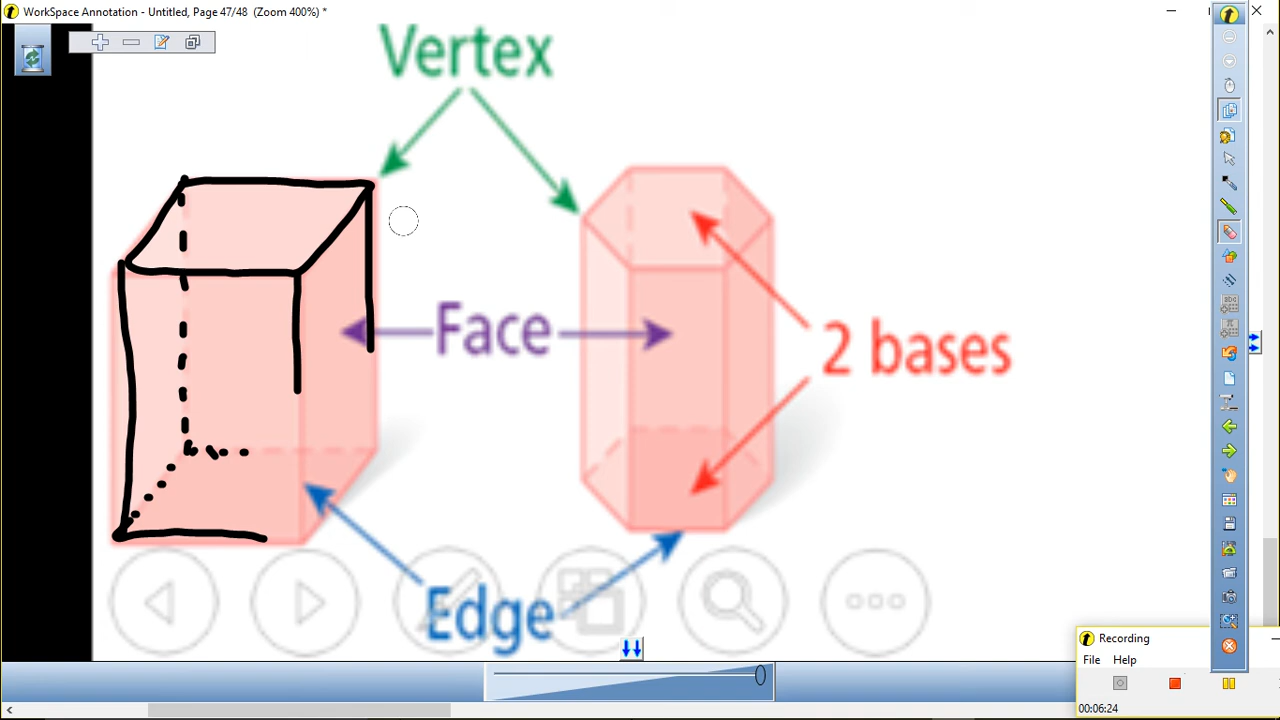 WorkSpace Annotation - Untitled, Page 47/48 (Zoom 400%) *
Vertex
Face
2 bases
Edge
Recording
File Help
00:06:24